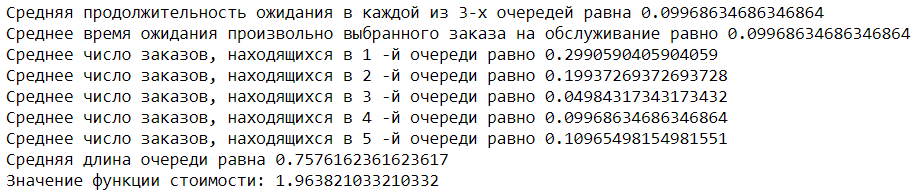 Средняя продолжительность ожидания в каждой из 3-х очередей равна 0.09968634686346864
Среднее время ожидания произвольно выбранного заказа на обслуживание равно 0.09968634686346864
Среднее число заказов, находящихся в 1 -й очереди равно 0.2990590405904059
Среднее число заказов, находящихся в 2 -й очереди равно 0.19937269372693728
Среднее число заказов, находящихся в 3 -й очереди равно 0.04984317343173432
Среднее число заказов, находящихся в 4 -й очереди равно 0.09968634686346864
Среднее число заказов, находящихся в 5 -й очереди равно 0.10965498154981551
Средняя длина очереди равна 0.7576162361623617
Значение функции стоимости: 1.963821033210332